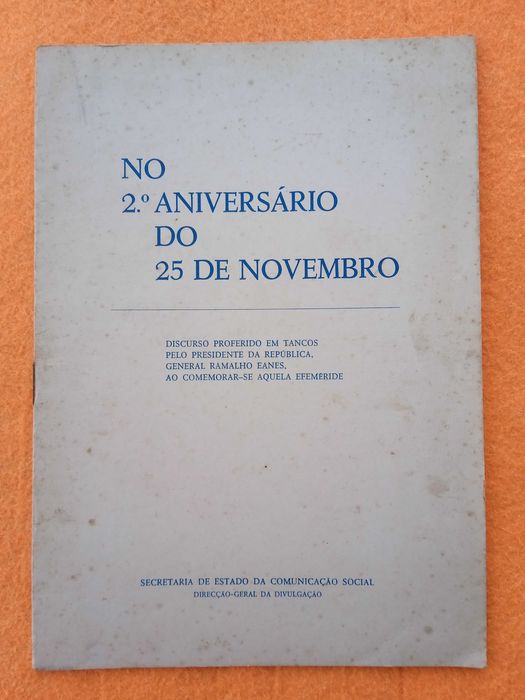 NO
2.º ANIVERSÁRIO
DO
25 DE NOVEMBRO
DISCURSO PROFERIDO EM TANCOS
PELO PRESIDENTE DA REPÚBLICA,
GENERAL RAMALHO EANES,
AO COMEMORAR-SE AQUELA EFEMÉRIDE
SECRETARIA DE ESTADO DA COMUNICAÇÃO SOCIAL
DIRECÇÃO-GERAL DA DIVULGAÇÃO